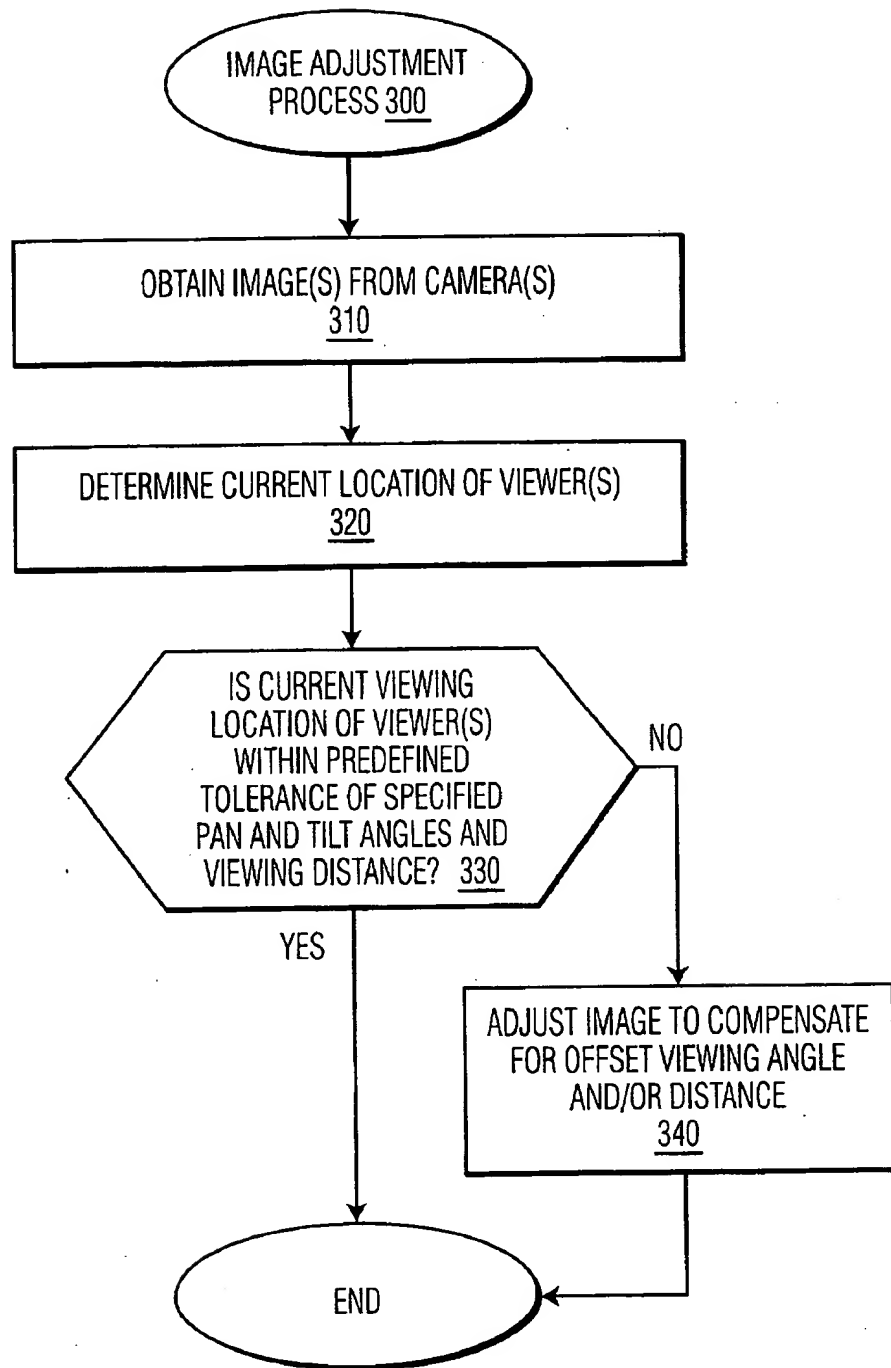 IMAGE ADJUSTMENT
PROCESS 300
OBTAIN IMAGE(S) FROM CAMERA(S)
310
DETERMINE CURRENT LOCATION OF VIEWER(S)
320
IS CURRENT VIEWING
LOCATION OF VIEWER(S)
WITHIN PREDEFINED
TOLERANCE OF SPECIFIED
PAN AND TILT ANGLES AND
VIEWING DISTANCE? 330
NO
YES
ADJUST IMAGE TO COMPENSATE
FOR OFFSET VIEWING ANGLE
AND/OR DISTANCE
340
END